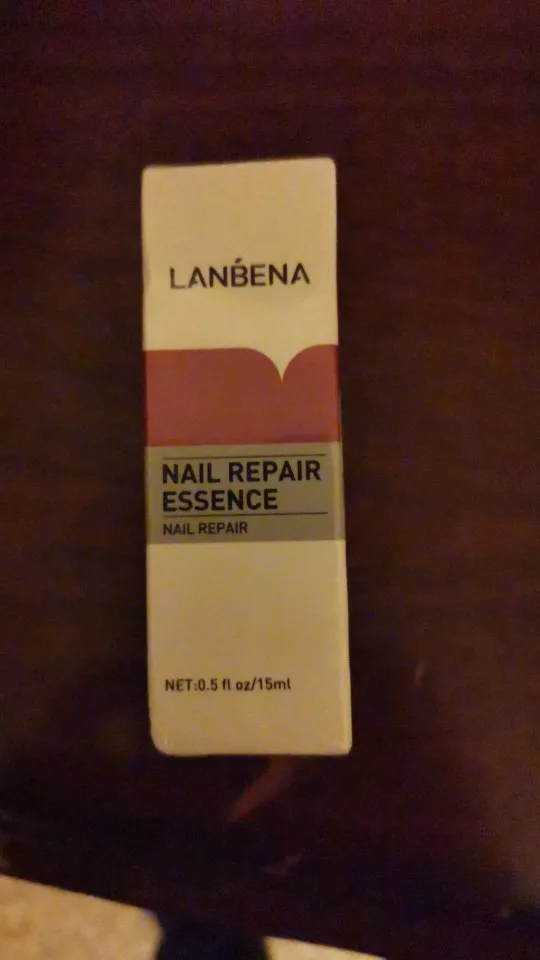 LANBENA
NAIL REPAIR
ESSENCE
NAIL REPAIR
NET:0.5 fl oz/15ml